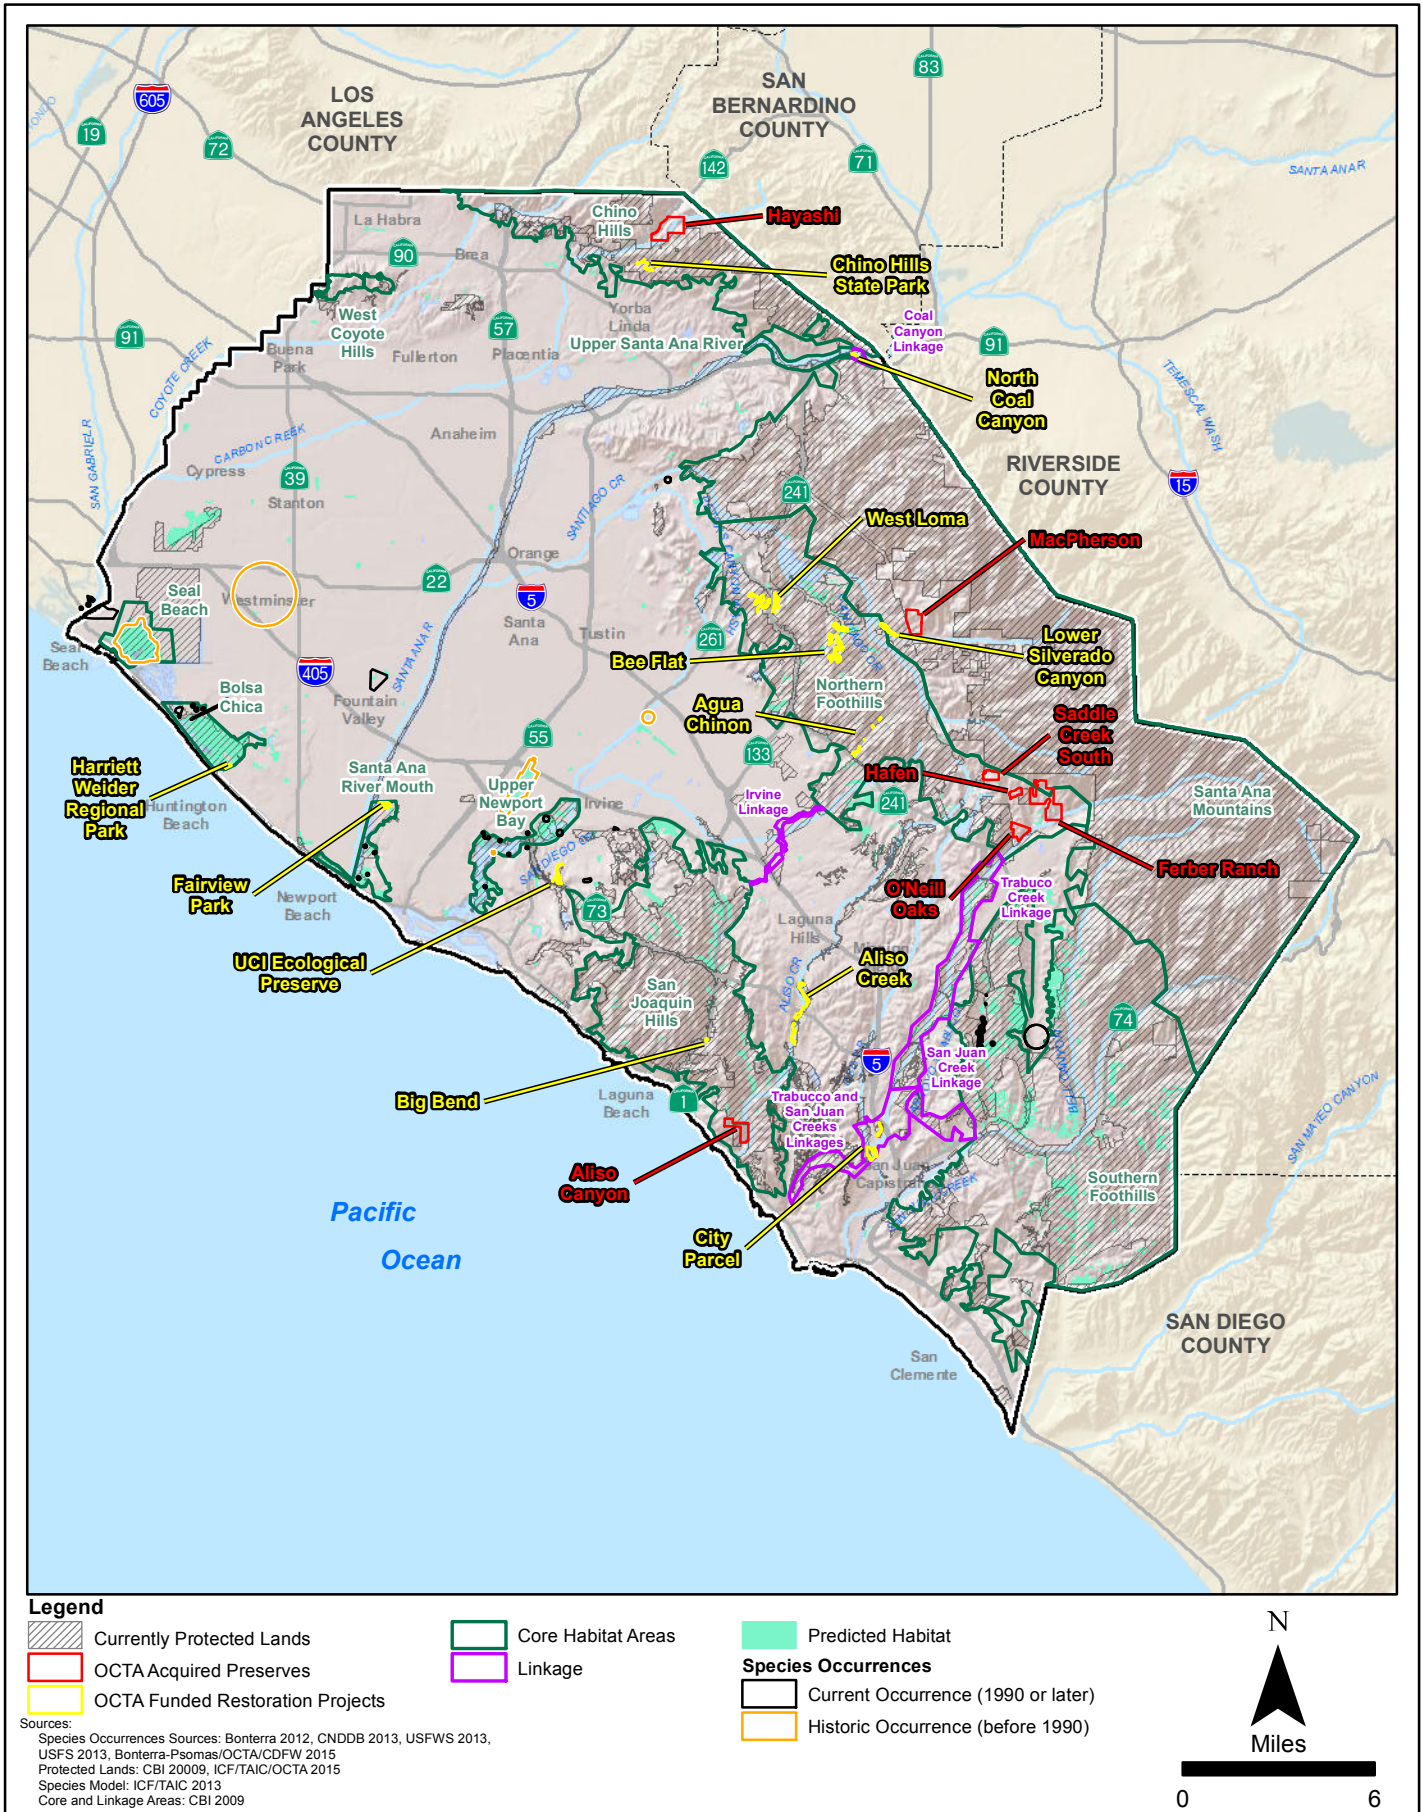 LOS
ANGELES
COUNTY
SAN
BERNARDINO
COUNTY
83
605
19
72
142
71
SANTA ANA R
La Habra
Chino
Hills
Hayashi
90
Brea
Chino Hills
State Park
West
Coyote
Hills
57
Yorba
Linda
Coal
Canyon
Linkage
91
91
Buena
Park
Fullerton
Placentia
Upper Santa Ana River
COYOTE CREEK
North
Coal
Canyon
TEMESCAL WASH
Anaheim
CARBON CREEK
Cypress
SAN GABRIEL R
39
Stanton
RIVERSIDE
COUNTY
15
241
SANTIAGO CR
West Loma
MacPherson
Orange
22
5
Seal
Beach
Westminster
Santa
Ana
Tustin
261
Bee Flat
Lower
Silverado
Canyon
Seal
Beach
405
SANTA ANA R
Bolsa
Chica
Fountain
Valley
Northern
Foothills
Agua
Chinon
Saddle
Creek
South
55
133
Harriett
Weider
Regional
Park
Santa Ana
River Mouth
Upper
Newport
Bay
Irvine
Irvine
Linkage
Hafen
241
Santa Ana
Mountains
Huntington
Beach
SAN DIEGO CR
Ferber Ranch
Fairview
Park
Newport
Beach
73
O'Neill
Oaks
Trabuco
Creek
Linkage
Laguna
Hills
UCI Ecological
Preserve
Aliso
Creek
San
Joaquin
Hills
ALISO CR
74
5
San Juan
Creek
Linkage
Big Bend
Laguna
Beach
1
Trabucco and
San Juan
Creeks
Linkages
SAN MATEO CANYON
Aliso
Canyon
San Juan
Southern
Foothills
Pacific
Ocean
City
Parcel
SAN DIEGO
COUNTY
San
Clemente
Legend
Currently Protected Lands
OCTA Acquired Preserves
OCTA Funded Restoration Projects
Core Habitat Areas
Linkage
Predicted Habitat
Species Occurrences
Current Occurrence (1990 or later)
Historic Occurrence (before 1990)
Sources:
Species Occurrences Sources: Bonterra 2012, CNDDB 2013, USFWS 2013,
USFS 2013, Bonterra-Psomas/OCTA/CDFW 2015
Protected Lands: CBI 20009, ICF/TAIC/OCTA 2015
Species Model: ICF/TAIC 2013
Core and Linkage Areas: CBI 2009
N
Miles
0 6